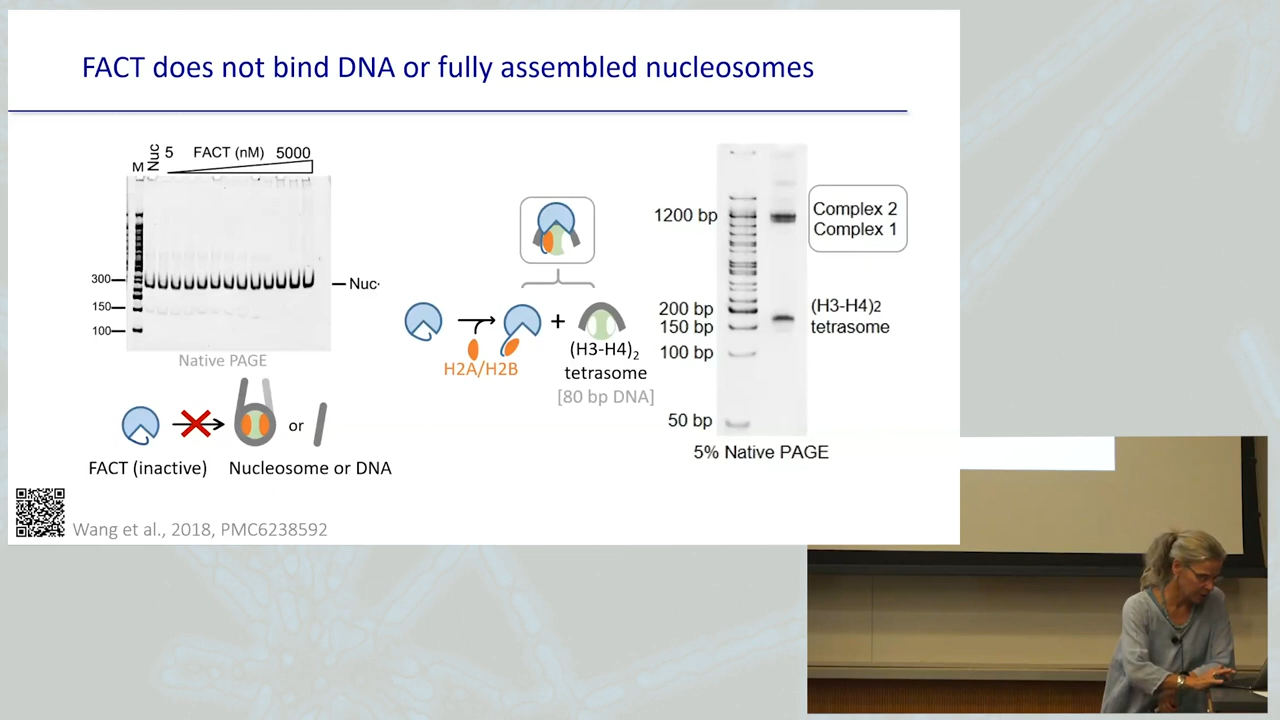 FACT does not bind DNA or fully assembled nucleosomes
M Nuc 5 FACT (nM) 5000
300
150
100
Nuc
Native PAGE
FACT (inactive)
or
Nucleosome or DNA
H2A/H2B
+
(H3-H4)2
tetrasome
[80 bp DNA]
1200 bp
200 bp
150 bp
100 bp
50 bp
Complex 2
Complex 1
(H3-H4)2
tetrasome
5% Native PAGE
Wang et al., 2018, PMC6238592